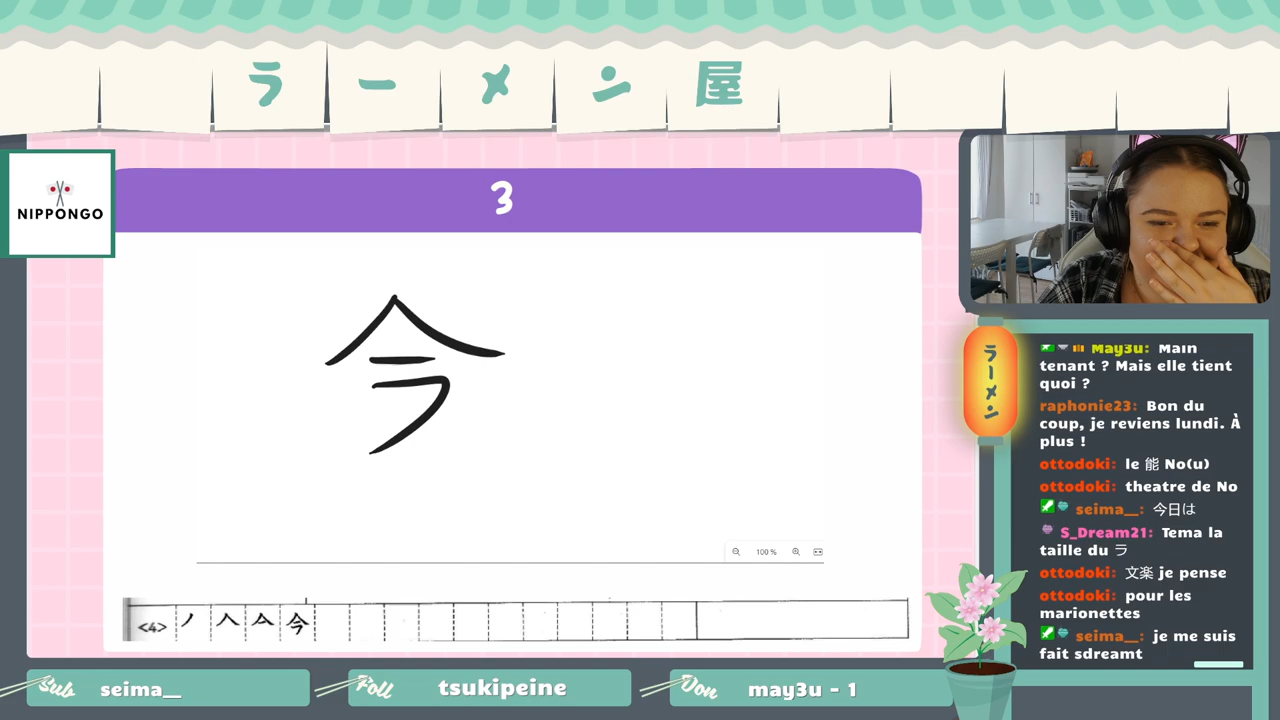 ラーメン屋
NIPPONGO
3
今
100 %
<4> ノ 人 亼 今
ラーメン
May3u: Main
tenant ? Mais elle tient
quoi ?
raphonie23: Bon du
coup, je reviens lundi. À
plus !
ottodoki: le 能 No(u)
ottodoki: theatre de No
seima__: 今日は
S_Dream21: Tema la
taille du ラ
ottodoki: 文楽 je pense
ottodoki: pour les
marionettes
seima__: je me suis
fait sdreamt
Sub seima__
Foll tsukipeine
Don may3u - 1